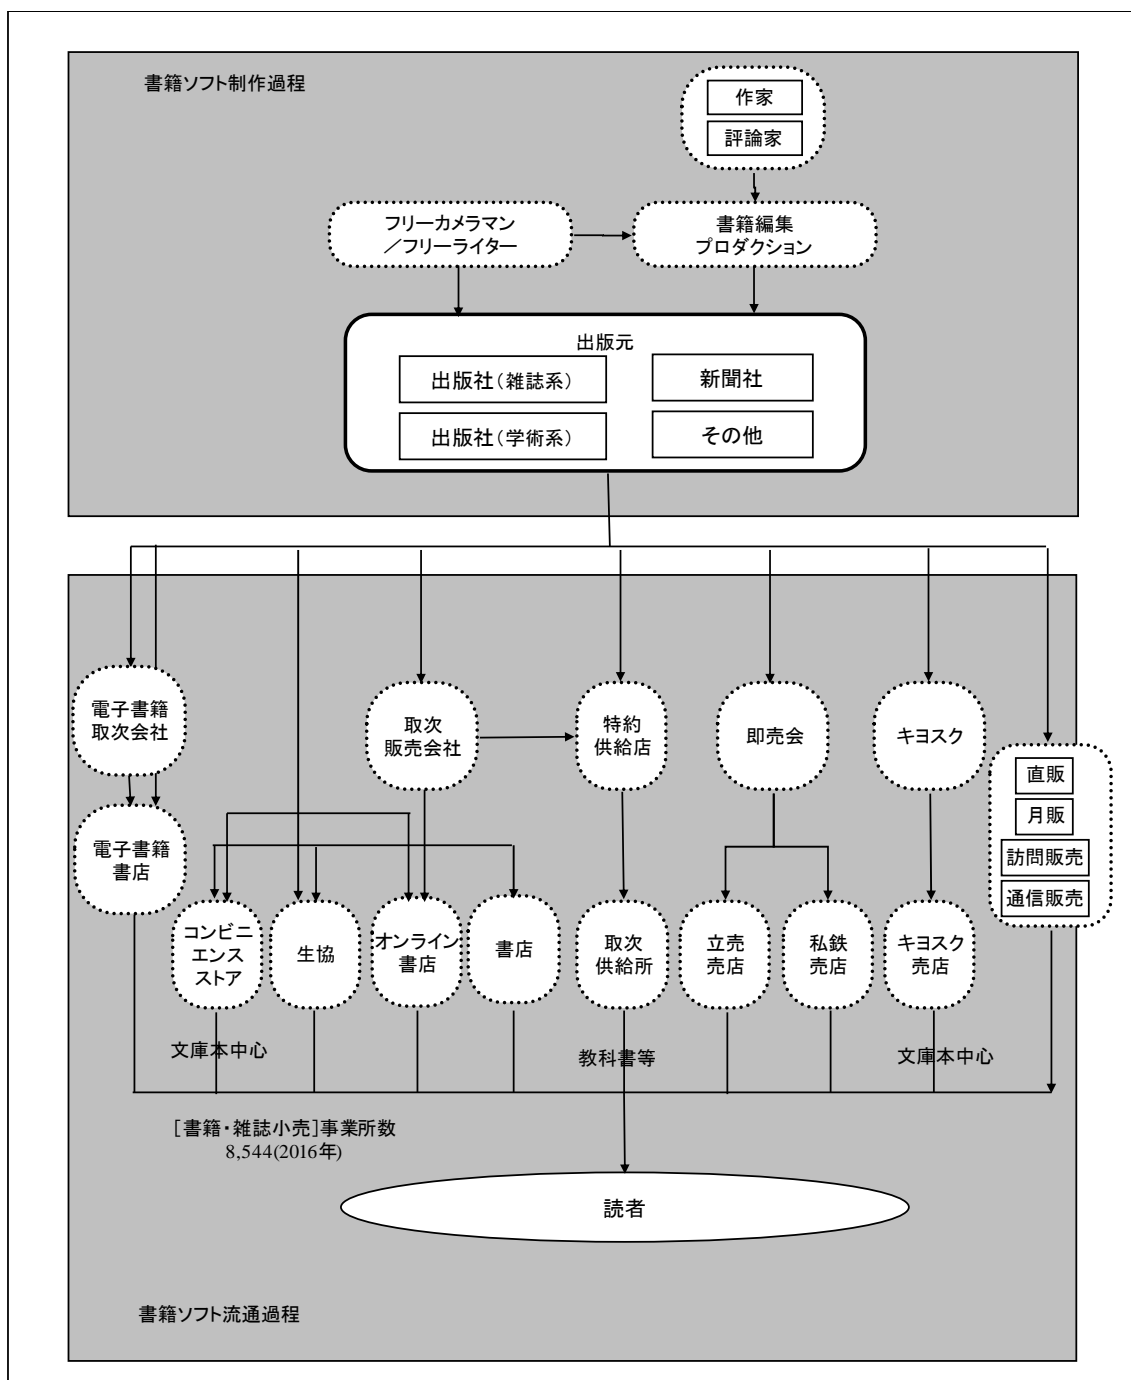 書籍ソフト制作過程
作家
評論家
フリーカメラマン
／フリーライター
書籍編集
プロダクション
出版元
出版社（雑誌系）
新聞社
出版社（学術系）
その他
電子書籍
取次会社
取次
販売会社
特約
供給店
即売会
キヨスク
直販
月販
訪問販売
通信販売
電子書籍
書店
コンビニ
エンス
ストア
生協
オンライン
書店
書店
取次
供給所
立売
売店
私鉄
売店
キヨスク
売店
文庫本中心
教科書等
文庫本中心
［書籍・雑誌小売］事業所数
8,544(2016年)
読者
書籍ソフト流通過程